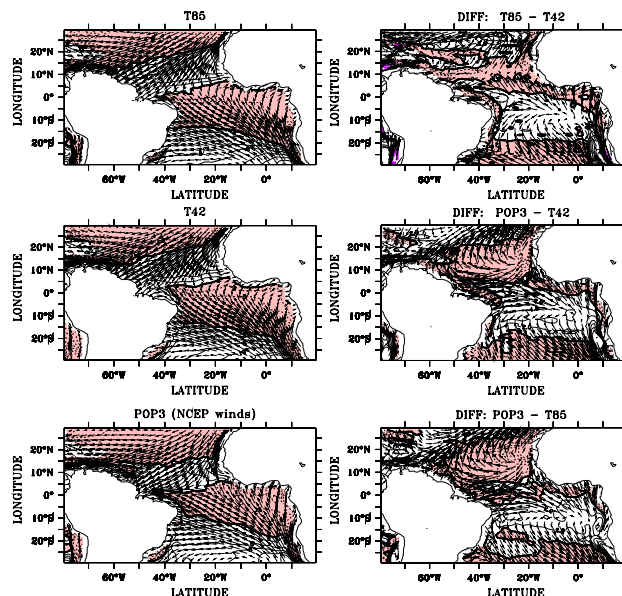 T85
DIFF: T85 - T42
LONGITUDE
20°N
10°N
0°
10°S
20°S
60°W
40°W
20°W
0°
LATITUDE
LONGITUDE
20°N
10°N
0°
10°S
20°S
60°W
40°W
20°W
0°
LATITUDE
T42
DIFF: POP3 - T42
LONGITUDE
20°N
10°N
0°
10°S
20°S
60°W
40°W
20°W
0°
LATITUDE
LONGITUDE
20°N
10°N
0°
10°S
20°S
60°W
40°W
20°W
0°
LATITUDE
POP3 (NCEP winds)
DIFF: POP3 - T85
LONGITUDE
20°N
10°N
0°
10°S
20°S
60°W
40°W
20°W
0°
LATITUDE
LONGITUDE
20°N
10°N
0°
10°S
20°S
60°W
40°W
20°W
0°
LATITUDE